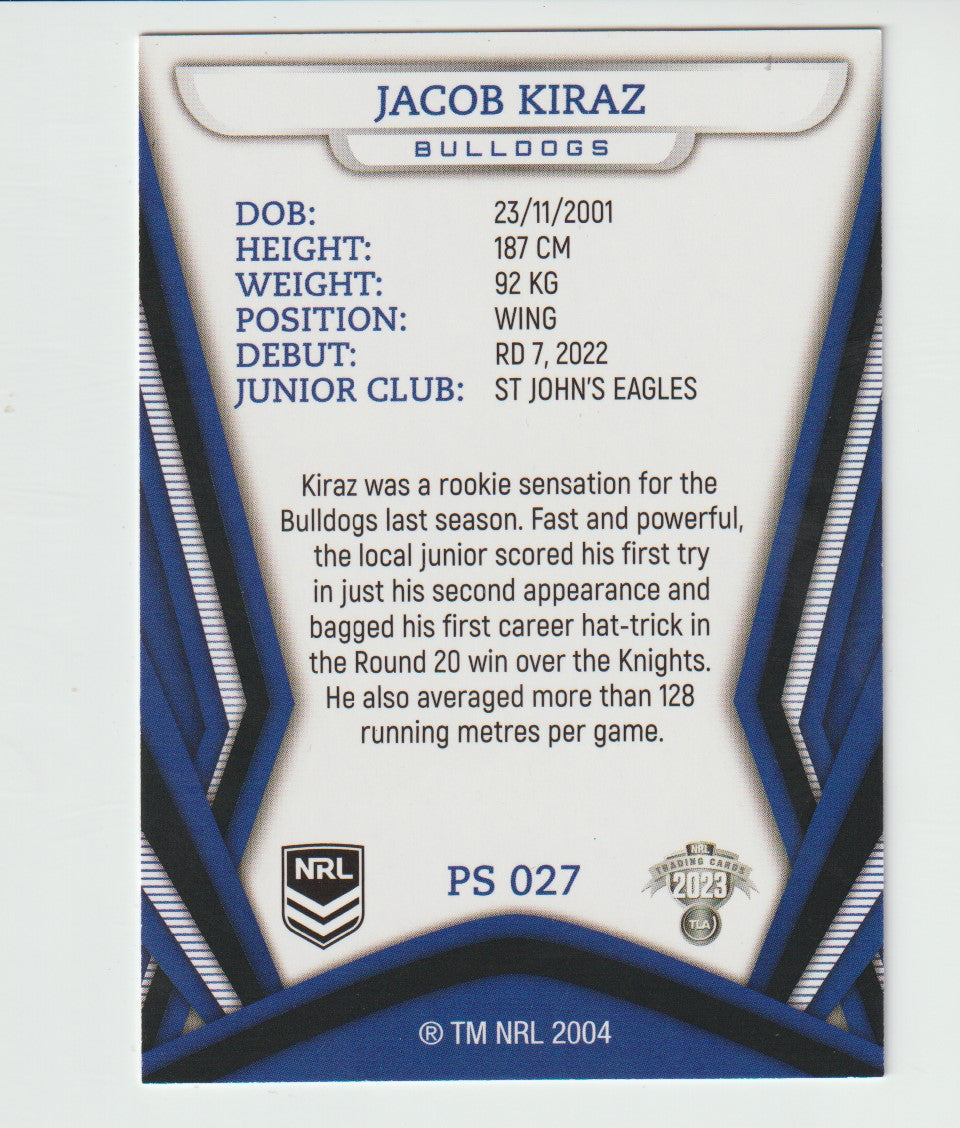 JACOB KIRAZ
BULLDOGS
DOB: 23/11/2001
HEIGHT: 187 CM
WEIGHT: 92 KG
POSITION: WING
DEBUT: RD 7, 2022
JUNIOR CLUB: ST JOHN'S EAGLES
Kiraz was a rookie sensation for the
Bulldogs last season. Fast and powerful,
the local junior scored his first try
in just his second appearance and
bagged his first career hat-trick in
the Round 20 win over the Knights.
He also averaged more than 128
running metres per game.
NRL
PS 027
NRL
TRADING CARDS
2023
TLA
® TM NRL 2004